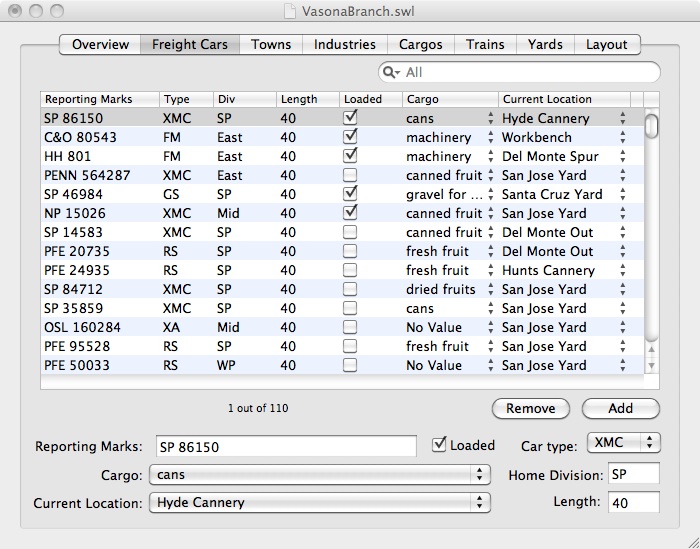 VasonaBranch.swl
Overview Freight Cars Towns Industries Cargos Trains Yards Layout
All
Reporting Marks Type Div Length Loaded Cargo Current Location
SP 86150 XMC SP 40 cans Hyde Cannery
C&O 80543 FM East 40 machinery Workbench
HH 801 FM East 40 machinery Del Monte Spur
PENN 564287 XMC East 40 canned fruit San Jose Yard
SP 46984 GS SP 40 gravel for ... Santa Cruz Yard
NP 15026 XMC Mid 40 canned fruit San Jose Yard
SP 14583 XMC SP 40 canned fruit Del Monte Out
PFE 20735 RS SP 40 fresh fruit Del Monte Out
PFE 24935 RS SP 40 fresh fruit Hunts Cannery
SP 84712 XMC SP 40 dried fruits San Jose Yard
SP 35859 XMC SP 40 cans San Jose Yard
OSL 160284 XA Mid 40 No Value San Jose Yard
PFE 95528 RS SP 40 fresh fruit San Jose Yard
PFE 50033 RS WP 40 No Value San Jose Yard
1 out of 110 Remove Add
Reporting Marks: SP 86150 Loaded Car type: XMC
Cargo: cans Home Division: SP
Current Location: Hyde Cannery Length: 40